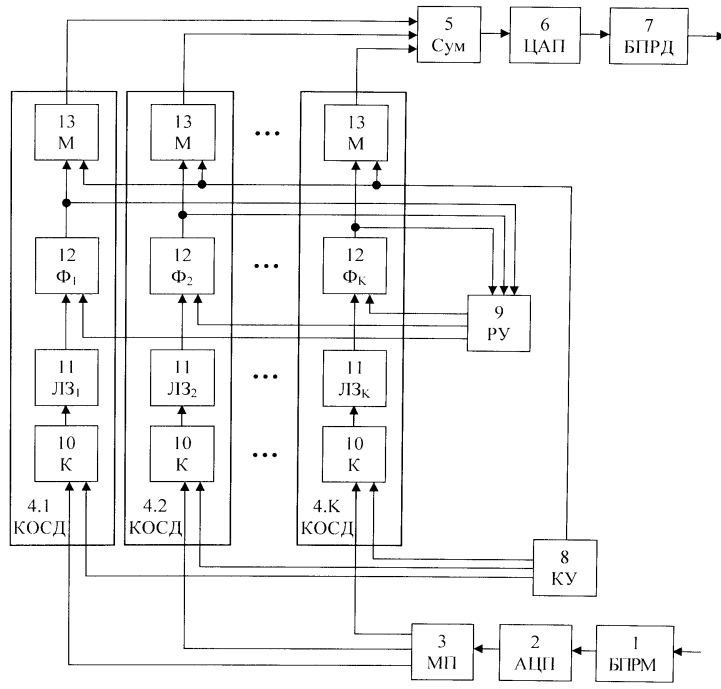 5
Сум
6
ЦАП
7
БПРД
13
М
13
М
...
13
М
12
Ф₁
12
Ф₂
...
12
Фₖ
9
РУ
11
ЛЗ₁
11
ЛЗ₂
...
11
ЛЗₖ
10
К
10
К
...
10
К
4.1
КОСД
4.2
КОСД
4.К
КОСД
8
КУ
3
МП
2
АЦП
1
БПРМ